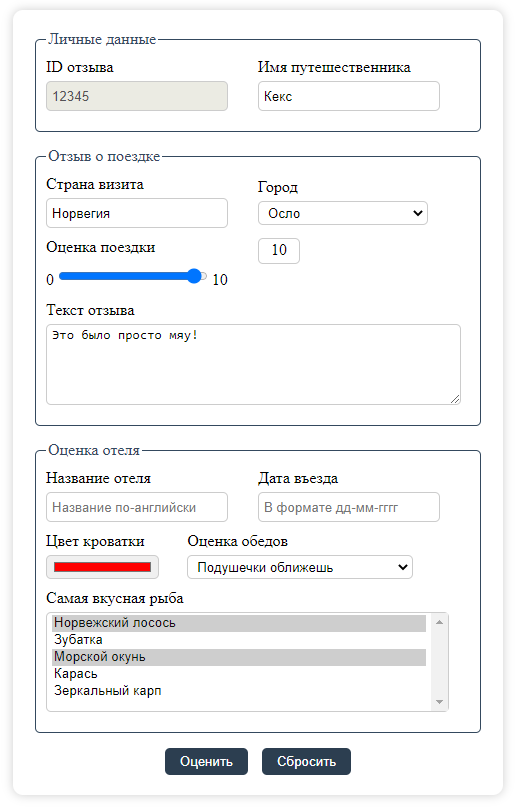 Личные данные
ID отзыва
Имя путешественника
12345
Кекс
Отзыв о поездке
Страна визита
Город
Норвегия
Осло
Оценка поездки
10
0
10
Текст отзыва
Это было просто мяу!
Оценка отеля
Название отеля
Дата въезда
Название по-английски
В формате дд-мм-гггг
Цвет кроватки
Оценка обедов
Подушечки оближешь
Самая вкусная рыба
Норвежский лосось
Зубатка
Морской окунь
Карась
Зеркальный карп
Оценить
Сбросить